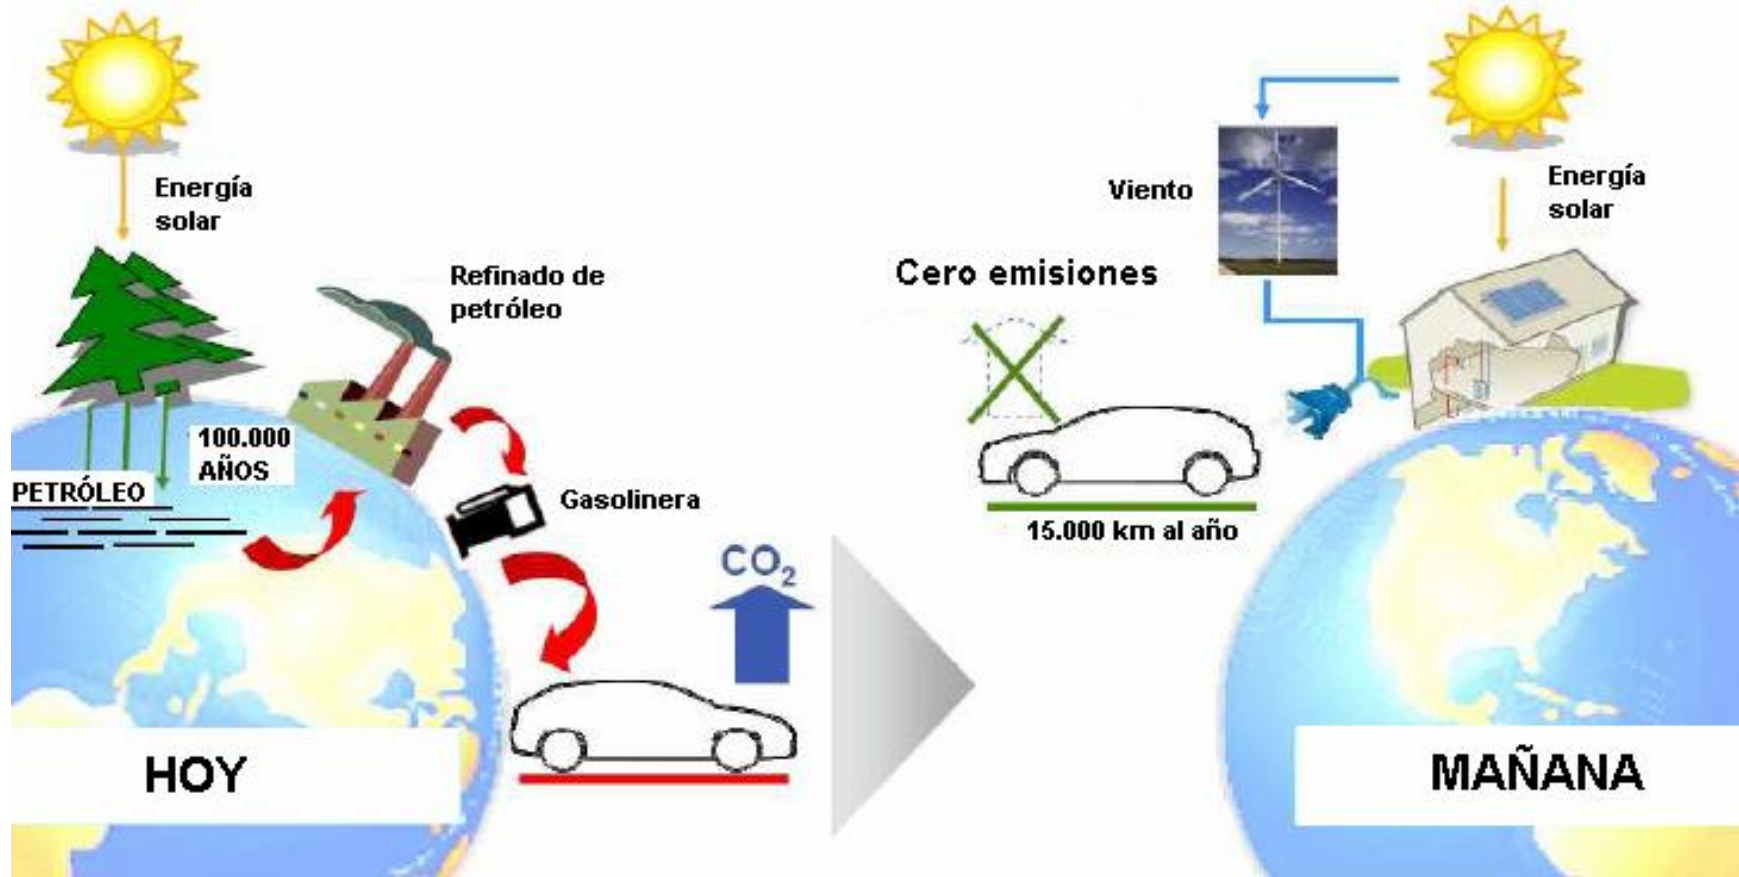 Energía
solar
Refinado de
petróleo
100.000
AÑOS
PETRÓLEO
Gasolinera
CO₂
HOY
Energía
solar
Viento
Cero emisiones
15.000 km al año
MAÑANA